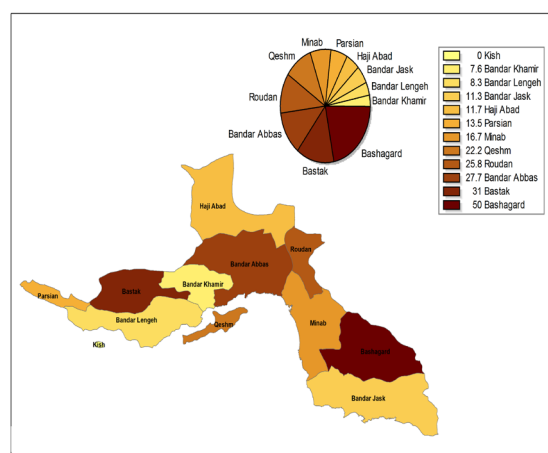 Minab
Parsian
Qeshm
Haji Abad
Bandar Jask
Roudan
Bandar Lengeh
Bandar Khamir
Bandar Abbas
Bashagard
Bastak
0 Kish
7.6 Bandar Khamir
8.3 Bandar Lengeh
11.3 Bandar Jask
11.7 Haji Abad
13.5 Parsian
16.7 Minab
22.2 Qeshm
25.8 Roudan
27.7 Bandar Abbas
31 Bastak
50 Bashagard
Haji Abad
Roudan
Bandar Abbas
Bandar Khamir
Bastak
Parsian
Bandar Lengeh
Qeshm
Minab
Kish
Bashagard
Bandar Jask